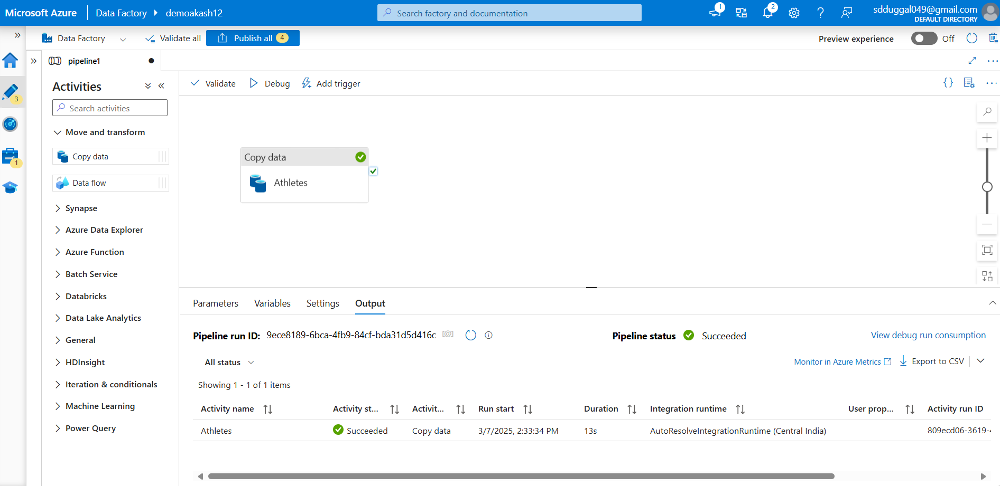 Microsoft Azure
Data Factory
demoakash12
Search factory and documentation
1
2
?
sdduggal049@gmail.com
DEFAULT DIRECTORY
Data Factory
Validate all
Publish all 4
Preview experience
Off
3
1
pipeline1
Activities
Search activities
Move and transform
Copy data
Data flow
Synapse
Azure Data Explorer
Azure Function
Batch Service
Databricks
Data Lake Analytics
General
HDInsight
Iteration & conditionals
Machine Learning
Power Query
Validate
Debug
Add trigger
{}
Copy data
Athletes
Parameters
Variables
Settings
Output
Pipeline run ID: 9ece8189-6bca-4fb9-84cf-bda31d5d416c [@]
Pipeline status Succeeded
View debug run consumption
All status
Monitor in Azure Metrics
Export to CSV
Showing 1 - 1 of 1 items
Activity name Activity st... Activit... Run start Duration Integration runtime User prop... Activity run ID
Athletes Succeeded Copy data 3/7/2025, 2:33:34 PM 13s AutoResolveIntegrationRuntime (Central India) 809ecd06-3619-